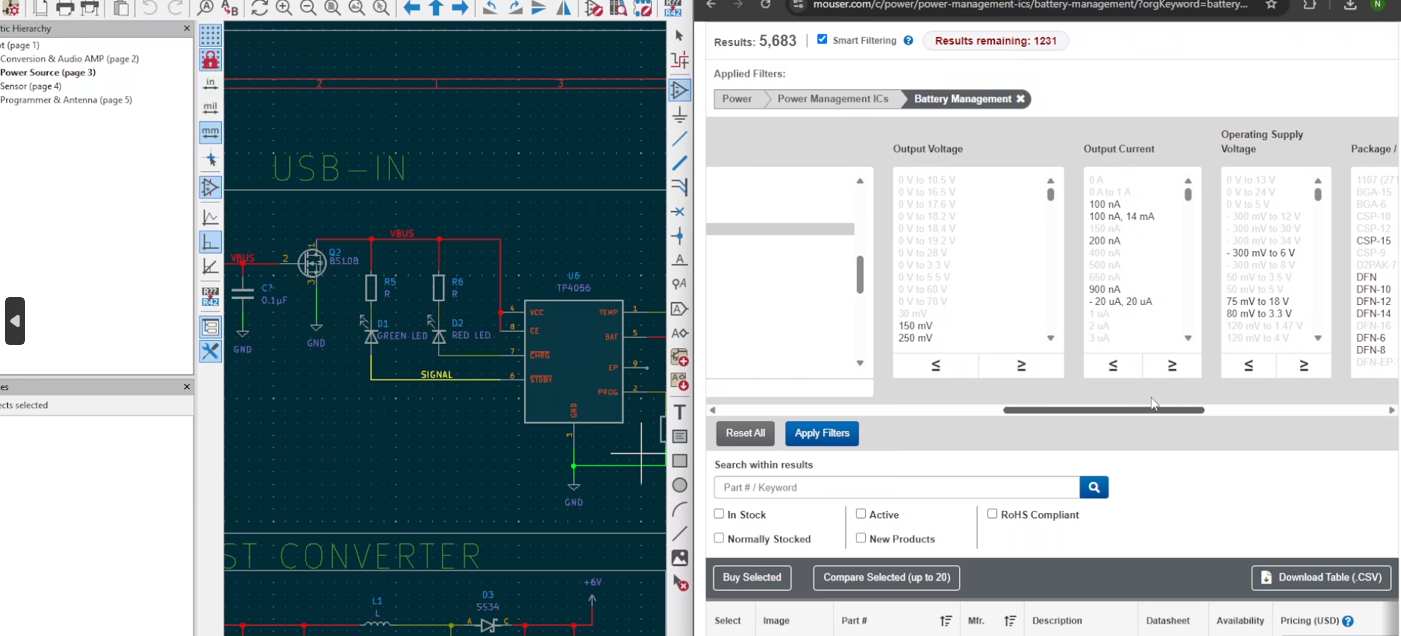 tic Hierarchy
t (page 1)
Conversion & Audio AMP (page 2)
Power Source (page 3)
Sensor (page 4)
Programmer & Antenna (page 5)
es
cts selected
in
mil
mm
R??
R42
2
3
USB-IN
VBUS
VBUS
2
1
3
Q2
BSL08
C?
0.1µF
GND
GND
R5
R
R6
R
D1
GREEN LED
D2
RED LED
SIGNAL
U6
TP4056
4
VCC
8
CE
7
CHRG
6
STDBY
TEMP
1
BAT
5
EP
9
PROG
2
GND
3
GND
ST CONVERTER
L1
L
D3
SS34
A
C
+6V
A
T
R??
R42
mouser.com/c/power/power-management-ics/battery-management/?orgKeyword=battery...
N
Results: 5,683
Smart Filtering
Results remaining: 1231
Applied Filters:
Power
Power Management ICs
Battery Management
Output Voltage
0 V to 10.5 V
0 V to 16.5 V
0 V to 17.6 V
0 V to 18.2 V
0 V to 18.4 V
0 V to 19.2 V
0 V to 28 V
0 V to 3.3 V
0 V to 5.5 V
0 V to 60 V
0 V to 70 V
30 mV
150 mV
250 mV
≤
≥
Output Current
0 A
0 A to 1 A
100 nA
100 nA, 14 mA
150 nA
200 nA
400 nA
500 nA
650 nA
900 nA
- 20 uA, 20 uA
1 uA
2 uA
3 uA
≤
≥
Operating Supply
Voltage
0 V to 13 V
0 V to 24 V
0 V to 5 V
- 300 mV to 12 V
- 300 mV to 30 V
- 300 mV to 34 V
- 300 mV to 6 V
- 300 mV to 8 V
50 mV to 3.5 V
50 mV to 5 V
75 mV to 18 V
80 mV to 3.3 V
120 mV to 1.47 V
120 mV to 4 V
≤
≥
Package /
1107 (271
BGA-15
BGA-6
CSP-10
CSP-12
CSP-15
CSP-9
D2PAK-7
DFN
DFN-10
DFN-12
DFN-14
DFN-16
DFN-6
DFN-8
DFN-EP-
Reset All
Apply Filters
Search within results
Part # / Keyword
In Stock
Active
RoHS Compliant
Normally Stocked
New Products
Buy Selected
Compare Selected (up to 20)
Download Table (.CSV)
Select
Image
Part #
Mfr.
Description
Datasheet
Availability
Pricing (USD)